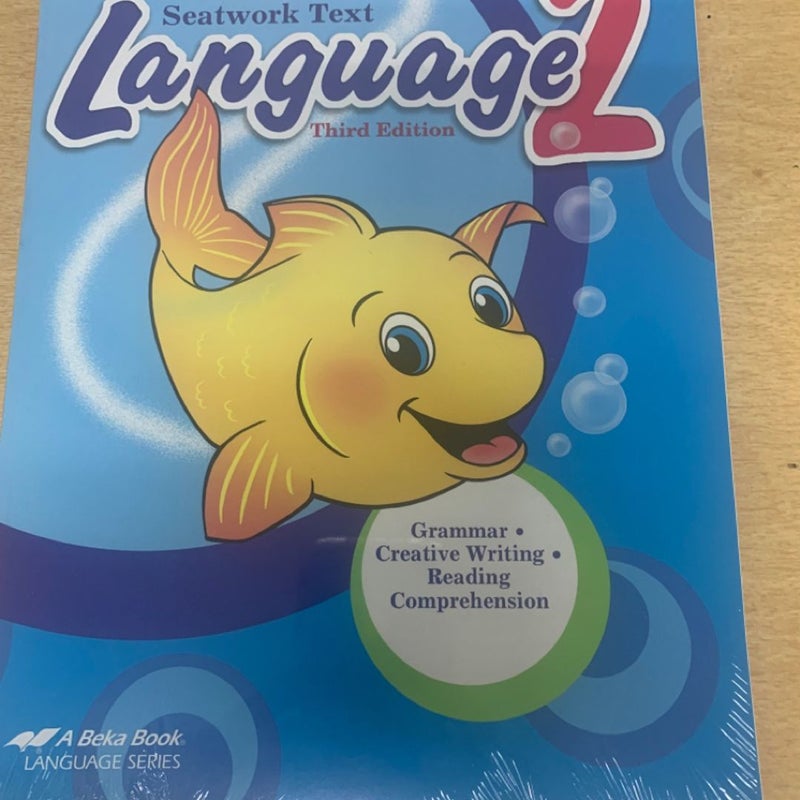 Seatwork Text
Language 2
Third Edition
Grammar •
Creative Writing •
Reading
Comprehension
A Beka Book
LANGUAGE SERIES